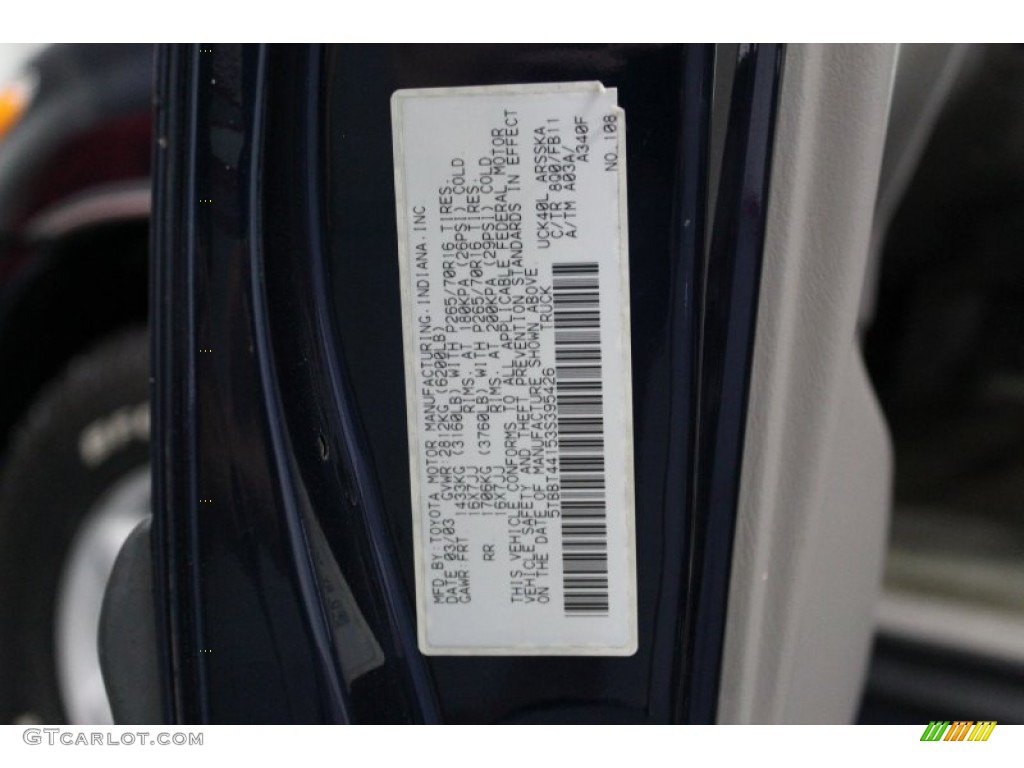 MFD.BY:TOYOTA MOTOR MANUFACTURING.INDIANA.INC
DATE:03/03 GVWR:2812KG (6200LB)
GAWR:FRT 1433KG (3160LB) WITH P265/70R16 TIRES.
16X7JJ RIMS. AT 180KPA (26PSI) COLD
RR 1706KG (3760LB) WITH P265/70R16 TIRES.
16X7JJ RIMS. AT 200KPA (29PSI) COLD
THIS VEHICLE CONFORMS TO ALL APPLICABLE FEDERAL MOTOR
VEHICLE SAFETY AND THEFT PREVENTION STANDARDS IN EFFECT
ON THE DATE OF MANUFACTURE SHOWN ABOVE
5TBBT44153S395426 TRUCK
UCK40L ARSSKA
C/TR 8Q0/FB11
A/TM A03A/
A340F
NO. 108
GTCarLot.com